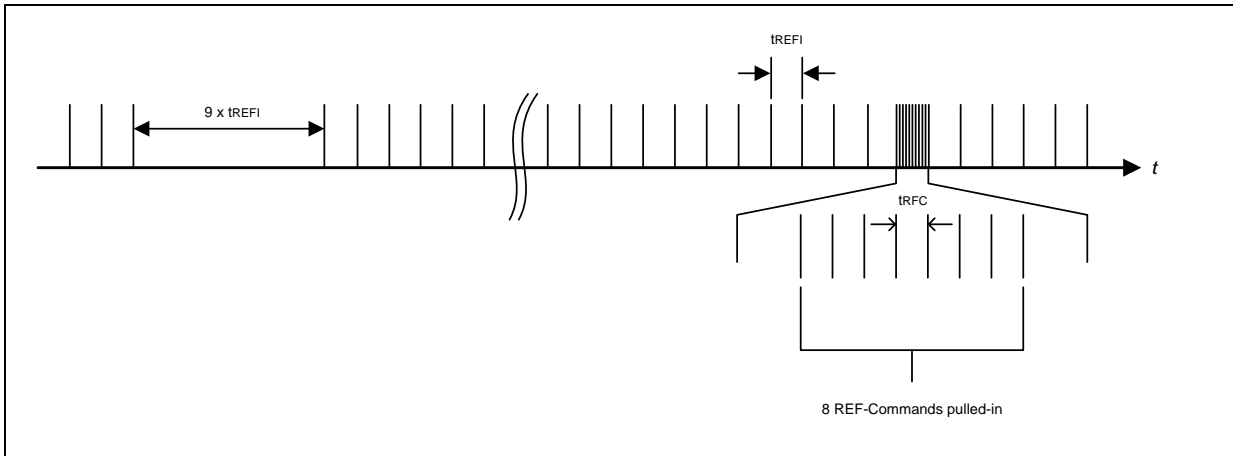 tREFI
9 x tREFI
t
tRFC
8 REF-Commands pulled-in